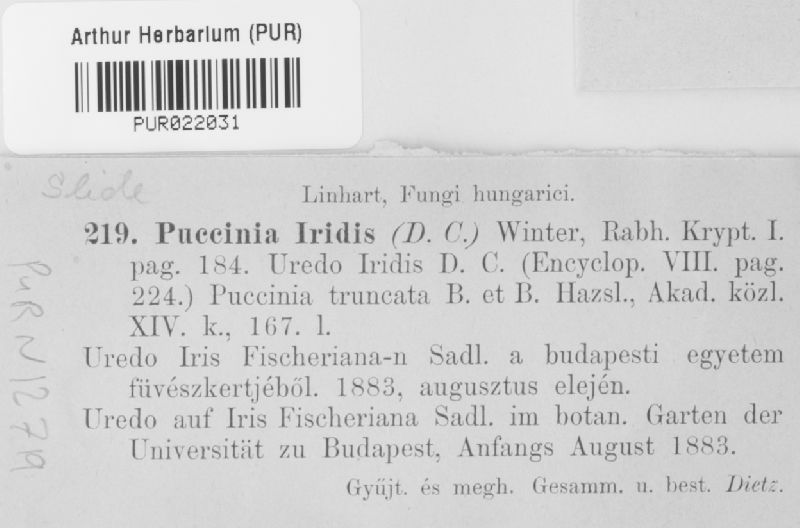 Arthur Herbarium (PUR)
PUR022031
Slide
Linhart, Fungi hungarici.
219. Puccinia Iridis (D. C.) Winter, Rabh. Krypt. I.
pag. 184. Uredo Iridis D. C. (Encyclop. VIII. pag.
224.) Puccinia truncata B. et B. Hazsl., Akad. közl.
XIV. k., 167. l.
Uredo Iris Fischeriana-n Sadl. a budapesti egyetem
füvészkertjéből. 1883, augusztus elején.
Uredo auf Iris Fischeriana Sadl. im botan. Garten der
Universität zu Budapest, Anfangs August 1883.
Gyűjt. és megh. Gesamm. u. best. Dietz.
PUR N1279